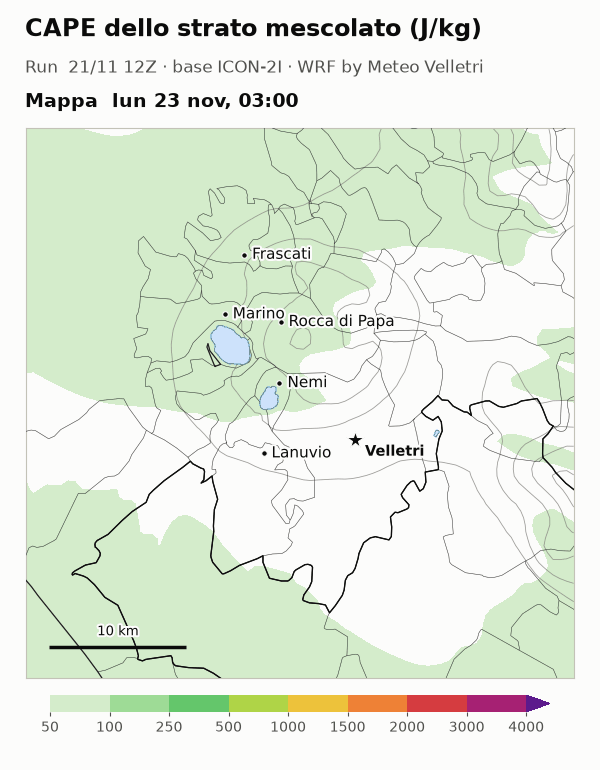 CAPE dello strato mescolato (J/kg)
Run  21/11 12Z · base ICON-2I · WRF by Meteo Velletri
Mappa  lun 23 nov, 03:00
Frascati
Marino
Rocca di Papa
Nemi
Lanuvio
Velletri
10 km
50 100 250 500 1000 1500 2000 3000 4000